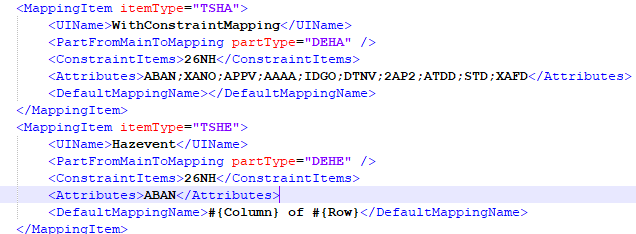 <MappingItem itemType="TSHA">
<UIName>WithConstraintMapping</UIName>
<PartFromMainToMapping partType="DEHA" />
<ConstraintItems>26NH</ConstraintItems>
<Attributes>ABAN;XANO;APPV;AAAA;IDGO;DTNV;2AP2;ATDD;STD;XAFD</Attributes>
<DefaultMappingName></DefaultMappingName>
</MappingItem>
<MappingItem itemType="TSHE">
<UIName>Hazevent</UIName>
<PartFromMainToMapping partType="DEHE" />
<ConstraintItems>26NH</ConstraintItems>
<Attributes>ABAN</Attributes>
<DefaultMappingName>#{Column} of #{Row}</DefaultMappingName>
</MappingItem>